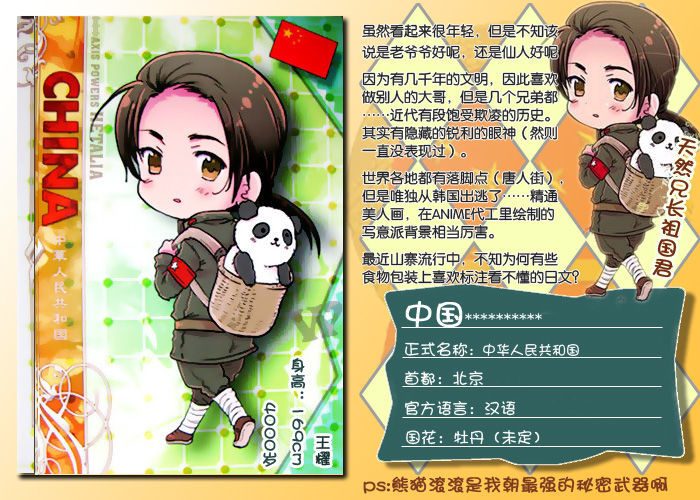 CHINA
AXIS POWERS HETALIA
中華人民共和国
身高：169cm
4000岁
王耀
虽然看起来很年轻，但是不知该
说是老爷爷好呢，还是仙人好呢
因为有几千年的文明，因此喜欢
做别人的大哥，但是几个兄弟都
……近代有段饱受欺凌的历史。
其实有隐藏的锐利的眼神（然则
一直没表现过）。
世界各地都有落脚点（唐人街），
但是唯独从韩国出逃了……精通
美人画，在ANIME代工里绘制的
写意派背景相当厉害。
最近山寨流行中，不知为何有些
食物包装上喜欢标注看不懂的日文？
天然兄长祖国君
中国**********
正式名称：中华人民共和国
首都：北京
官方语言：汉语
国花：牡丹（未定）
ps:熊猫滚滚是我朝最强的秘密武器啊